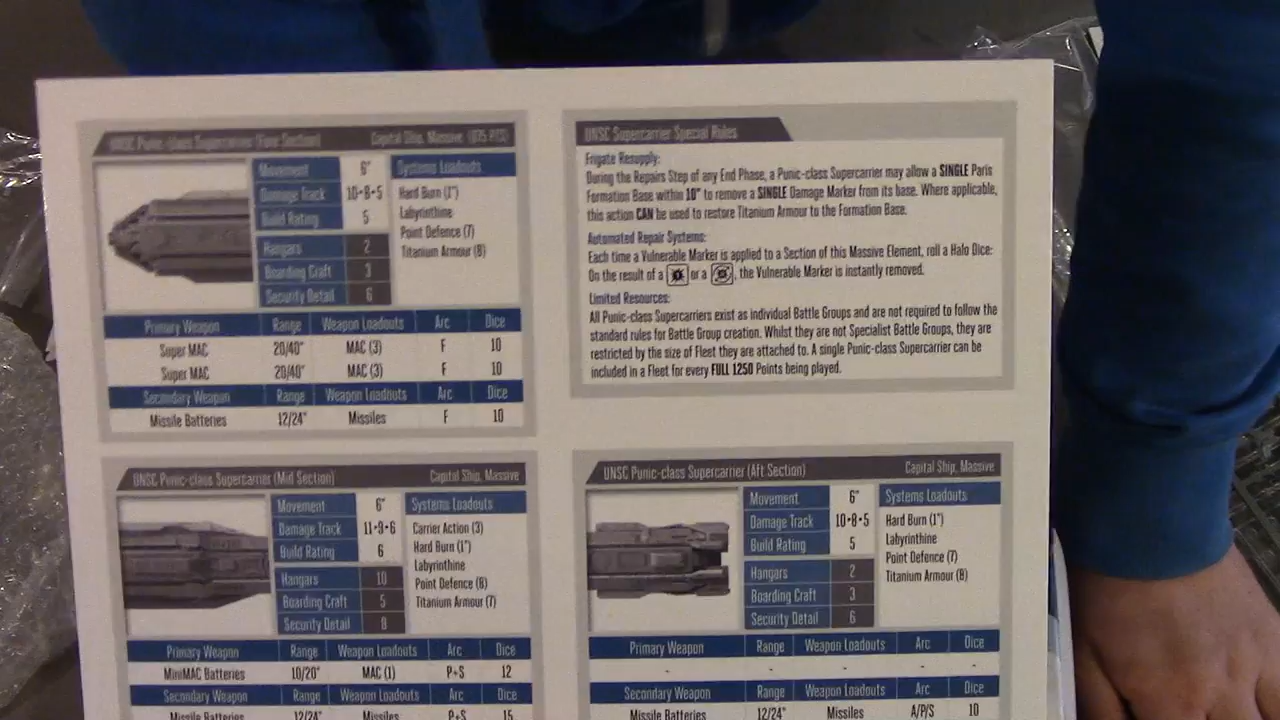 UNSC Punic-class Supercarrier (Fore Section) Capital Ship, Massive (875 PTS)
Movement 6" Systems Loadouts
Damage Track 10-8-5 Hard Burn (1")
Build Rating 5 Labyrinthine
Hangars 2 Point Defence (7)
Boarding Craft 3 Titanium Armour (8)
Security Detail 6
Primary Weapon Range Weapon Loadouts Arc Dice
Super MAC 20/40" MAC (3) F 10
Super MAC 20/40" MAC (3) F 10
Secondary Weapon Range Weapon Loadouts Arc Dice
Missile Batteries 12/24" Missiles F 10
UNSC Supercarrier Special Rules
Frigate Resupply:
During the Repairs Step of any End Phase, a Punic-class Supercarrier may allow a SINGLE Paris
Formation Base within 10" to remove a SINGLE Damage Marker from its base. Where applicable,
this action CAN be used to restore Titanium Armour to the Formation Base.
Automated Repair Systems:
Each time a Vulnerable Marker is applied to a Section of this Massive Element, roll a Halo Dice:
On the result of a or a , the Vulnerable Marker is instantly removed.
Limited Resources:
All Punic-class Supercarriers exist as individual Battle Groups and are not required to follow the
standard rules for Battle Group creation. Whilst they are not Specialist Battle Groups, they are
restricted by the size of Fleet they are attached to. A single Punic-class Supercarrier can be
included in a Fleet for every FULL 1250 Points being played.
UNSC Punic-class Supercarrier (Mid Section) Capital Ship, Massive
Movement 6" Systems Loadouts
Damage Track 11-9-6 Carrier Action (3)
Build Rating 6 Hard Burn (1")
Labyrinthine
Hangars 10 Point Defence (8)
Boarding Craft 5 Titanium Armour (7)
Security Detail 8
Primary Weapon Range Weapon Loadouts Arc Dice
MiniMAC Batteries 10/20" MAC (1) P+S 12
Secondary Weapon Range Weapon Loadouts Arc Dice
Missile Batteries 12/24" Missiles P+S 15
UNSC Punic-class Supercarrier (Aft Section) Capital Ship, Massive
Movement 6" Systems Loadouts
Damage Track 10-8-5 Hard Burn (1")
Build Rating 5 Labyrinthine
Hangars 2 Point Defence (7)
Boarding Craft 3 Titanium Armour (8)
Security Detail 6
Primary Weapon Range Weapon Loadouts Arc Dice
- - - - -
Secondary Weapon Range Weapon Loadouts Arc Dice
Missile Batteries 12/24" Missiles A/P/S 10